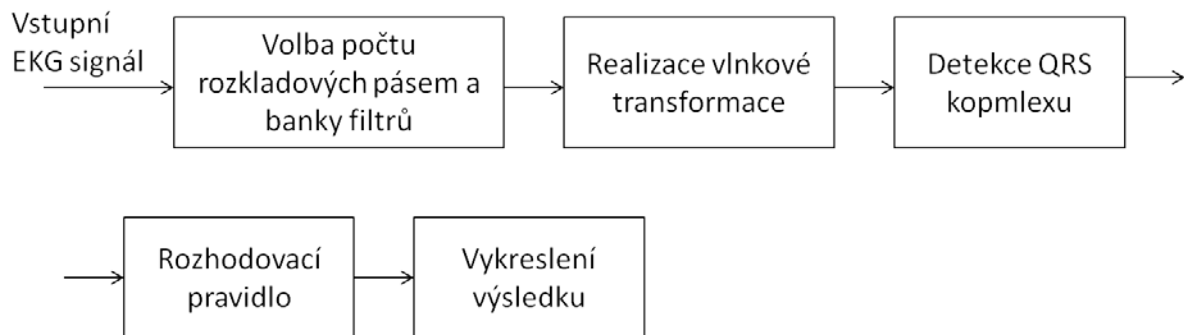 Vstupní
EKG signál
Volba počtu
rozkladových pásem a
banky filtrů
Realizace vlnkové
transformace
Detekce QRS
kopmlexu
Rozhodovací
pravidlo
Vykreslení
výsledku